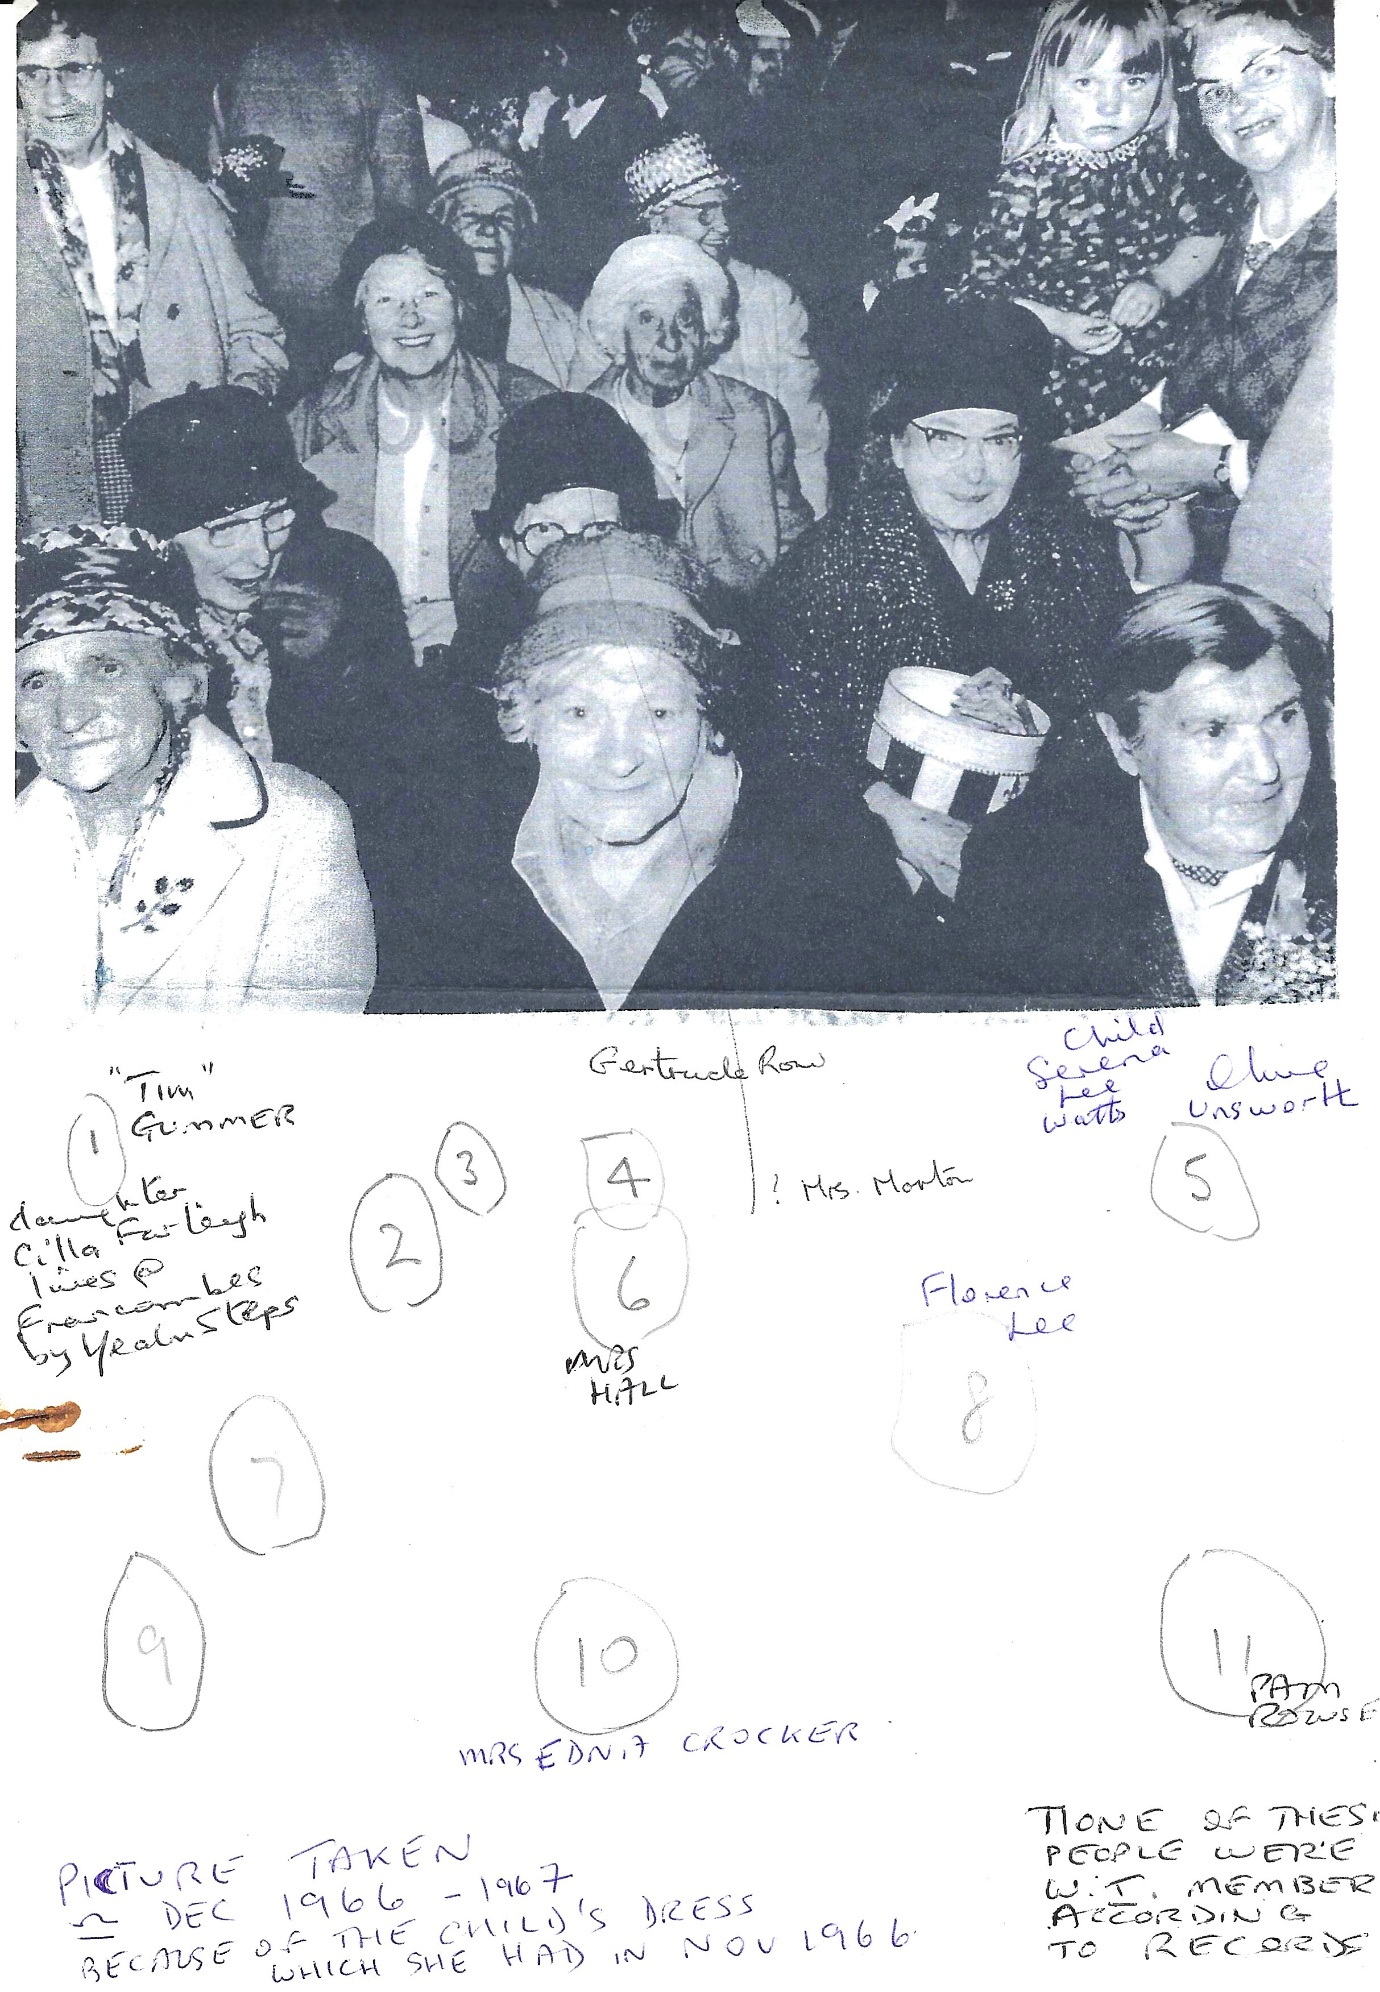 "TIM"
GUMMER
1
daughter
Cilla Farleigh
lives @
Francombes
by Yealm Steps
2
3
Gertrude Row
4
? Mrs. Morton
Child
Serena
Lee
Watts
Olive
Unsworth
5
6
MRS
HALL
Florence
Lee
8
7
9
10
MRS EDNA CROCKER
11
PAM
ROWSE
PICTURE TAKEN
≏ DEC 1966 - 1967
BECAUSE OF THE CHILD'S DRESS
WHICH SHE HAD IN NOV 1966
NONE OF THES
PEOPLE WERE
W.I. MEMBER
ACCORDING
TO RECORDS